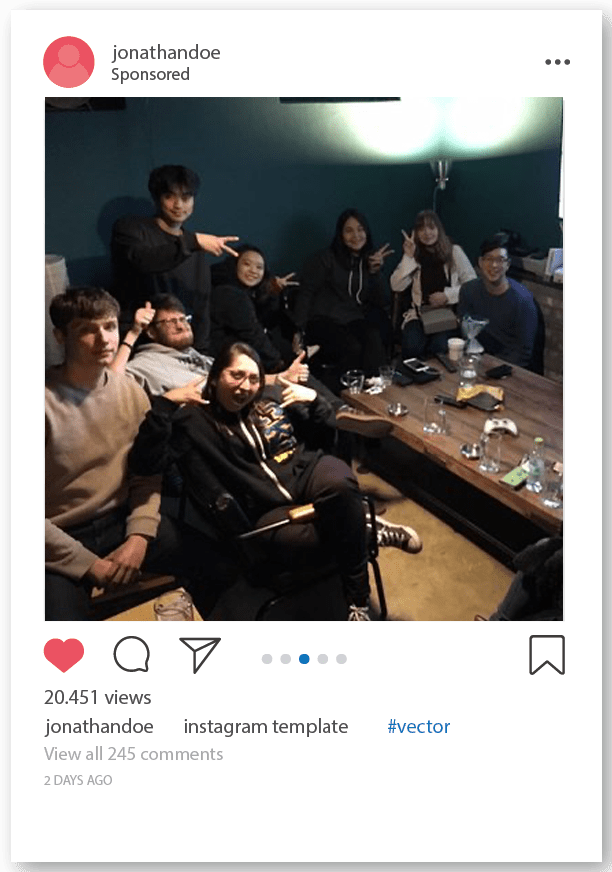 jonathandoe
Sponsored
20.451 views
jonathandoe instagram template #vector
View all 245 comments
2 DAYS AGO